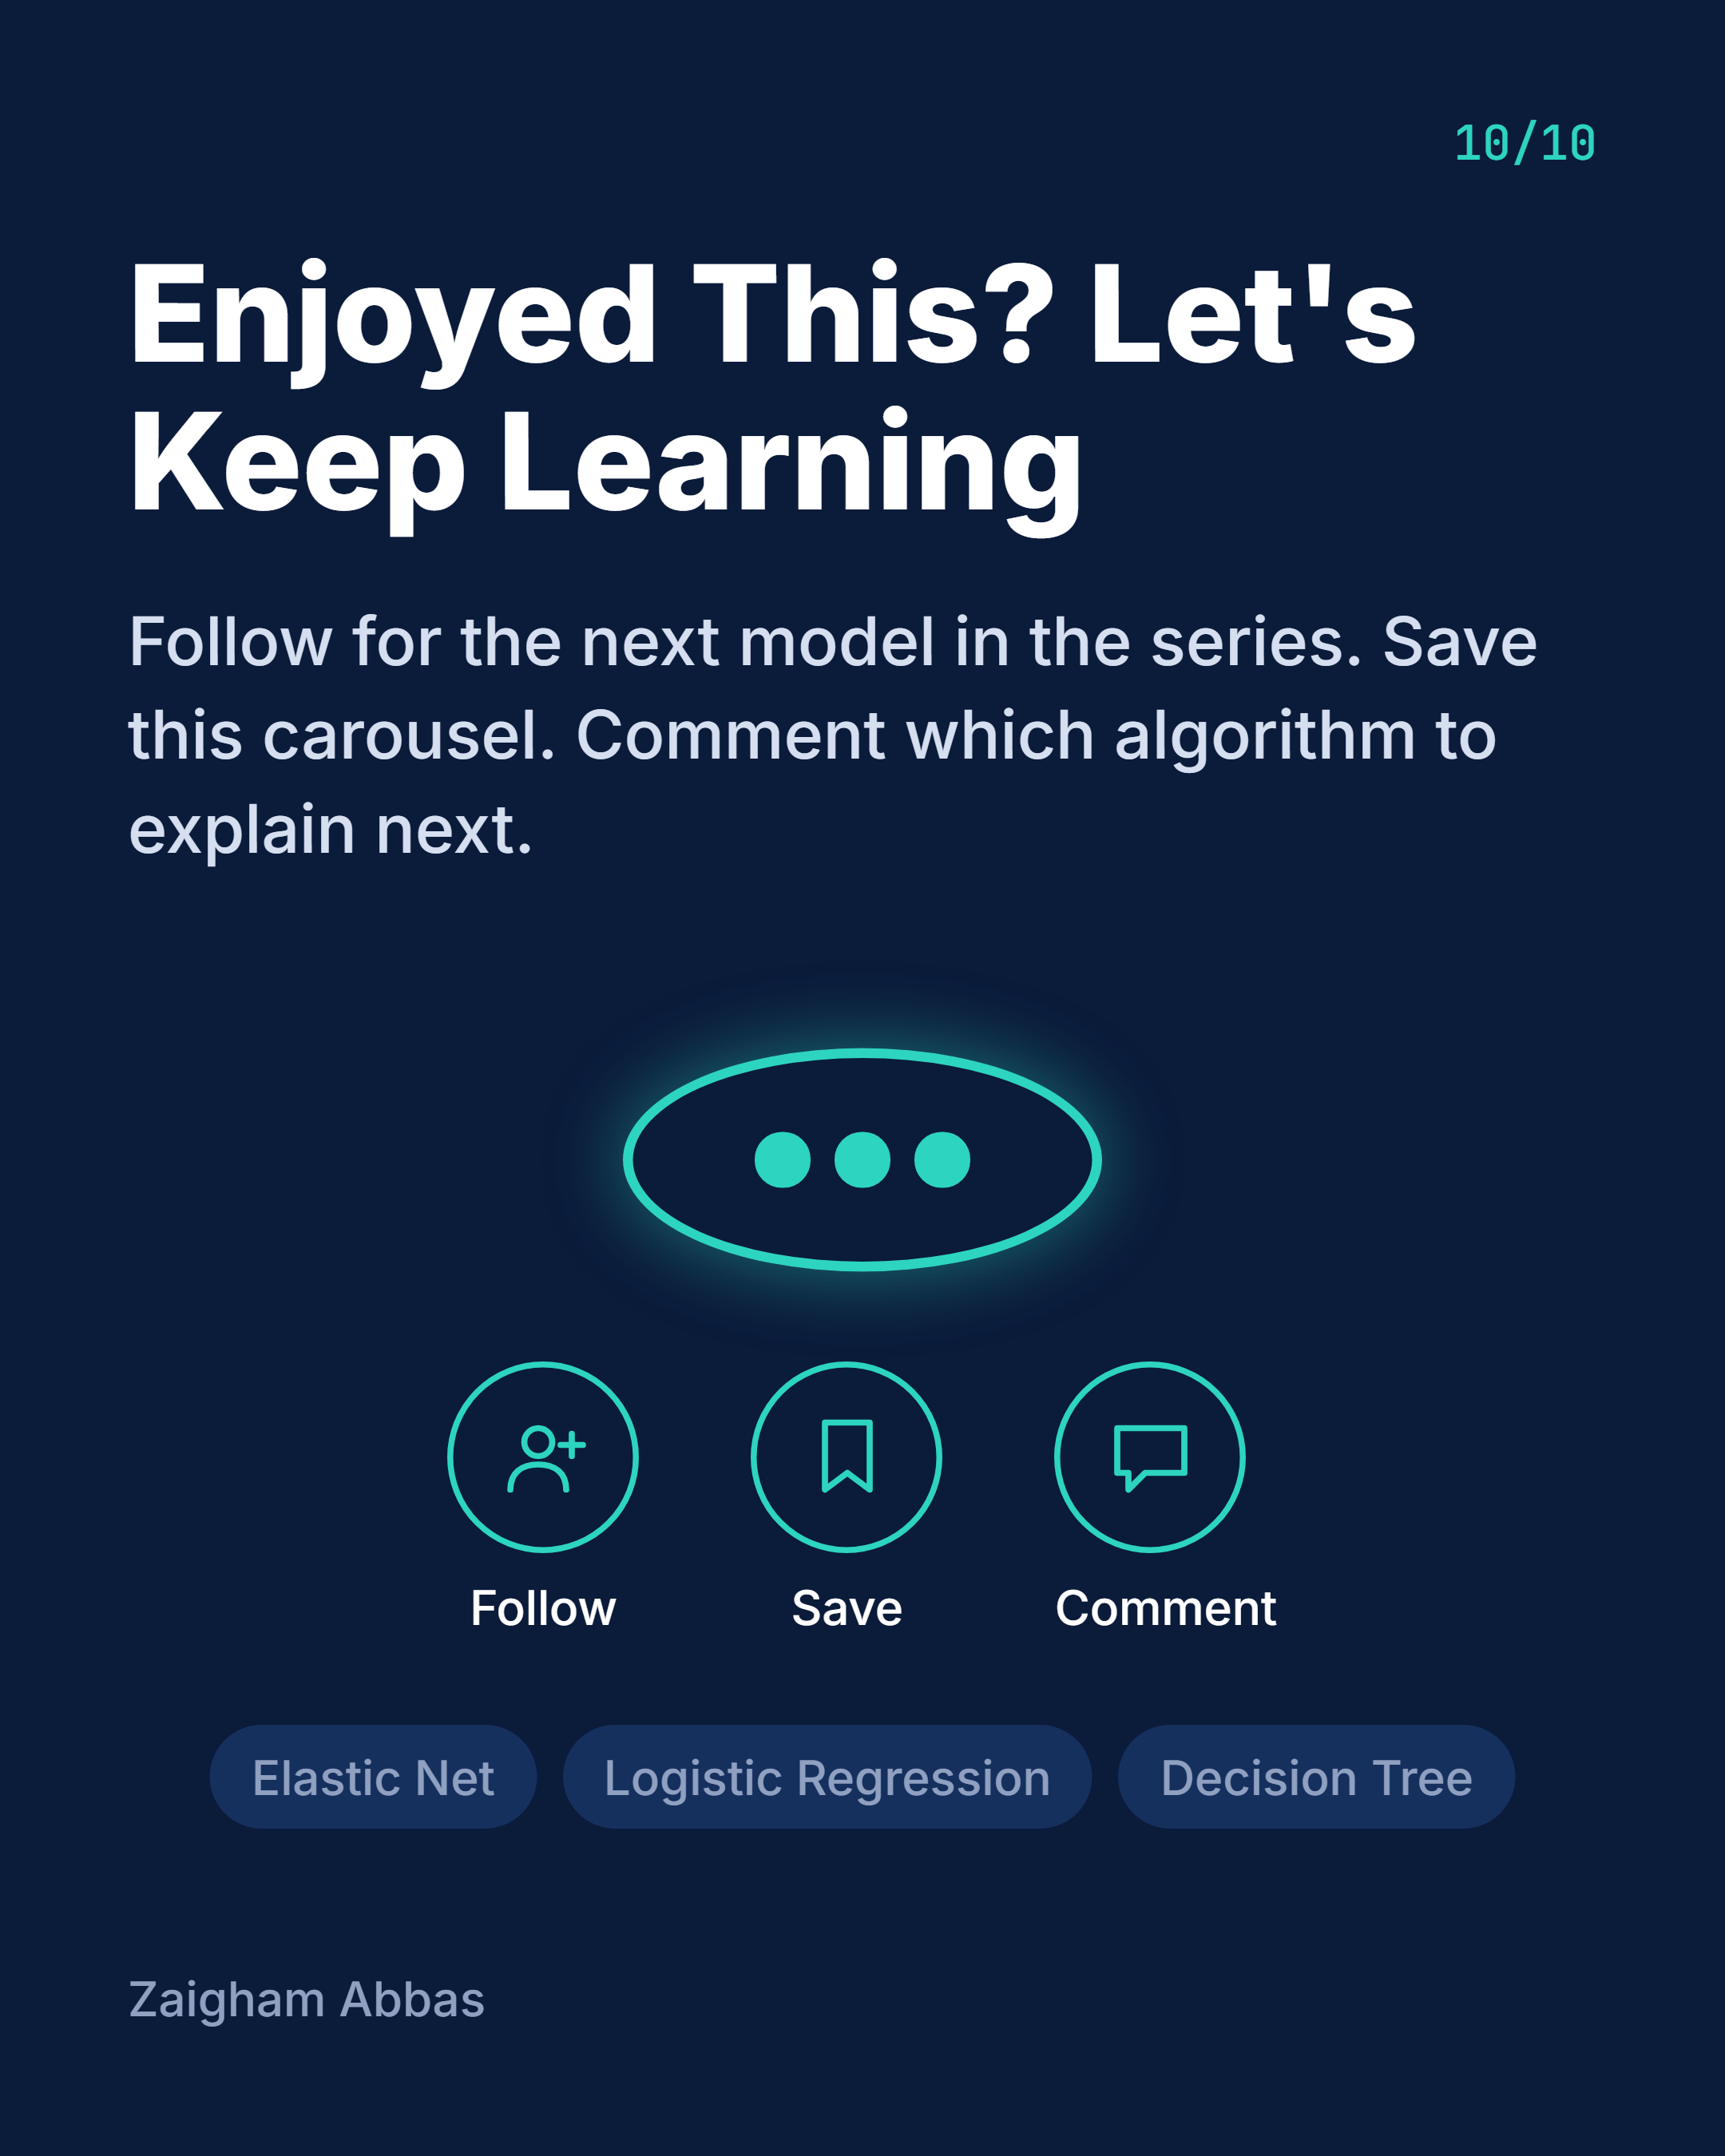 10/10
Enjoyed This? Let's
Keep Learning
Follow for the next model in the series. Save
this carousel. Comment which algorithm to
explain next.
Follow Save Comment
Elastic Net Logistic Regression Decision Tree
Zaigham Abbas